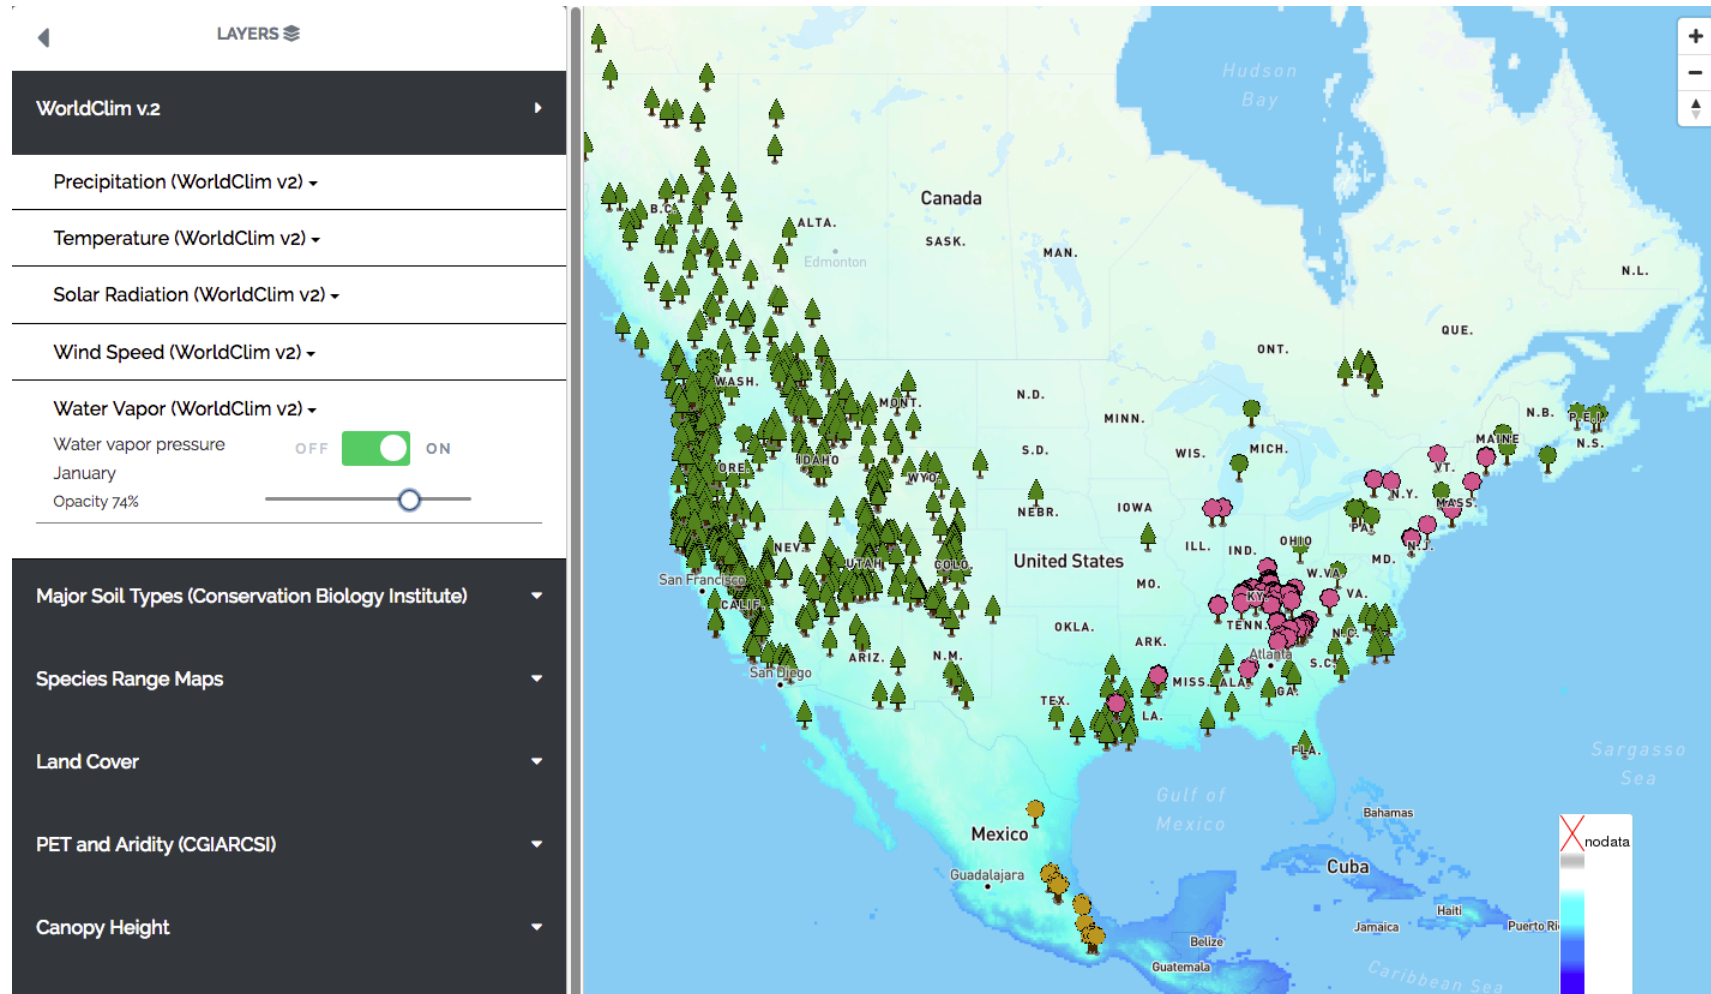 LAYERS
WorldClim v.2
Precipitation (WorldClim v2)
Temperature (WorldClim v2)
Solar Radiation (WorldClim v2)
Wind Speed (WorldClim v2)
Water Vapor (WorldClim v2)
Water vapor pressure
January
OFF
ON
Opacity 74%
Major Soil Types (Conservation Biology Institute)
Species Range Maps
Land Cover
PET and Aridity (CGIARCSI)
Canopy Height
Hudson
Bay
Canada
B.C.
ALTA.
SASK.
MAN.
Edmonton
N.L.
QUE.
ONT.
WASH.
MONT.
N.D.
MINN.
N.B.
P.E.I.
N.S.
MAINE
ORE.
IDAHO
WYO.
S.D.
WIS.
MICH.
VT.
N.Y.
MASS.
NEBR.
IOWA
PA.
N.J.
NEV.
UTAH
COLO.
United States
ILL.
IND.
OHIO
MD.
San Francisco
CALIF.
MO.
KY.
W.VA.
VA.
OKLA.
ARK.
TENN.
N.C.
Atlanta
S.C.
ARIZ.
N.M.
San Diego
TEX.
LA.
MISS.
ALA.
GA.
FLA.
Sargasso
Sea
Gulf of
Mexico
Bahamas
Mexico
Guadalajara
Cuba
Haiti
Jamaica
Puerto Ri
Belize
Guatemala
Caribbean Sea
nodata